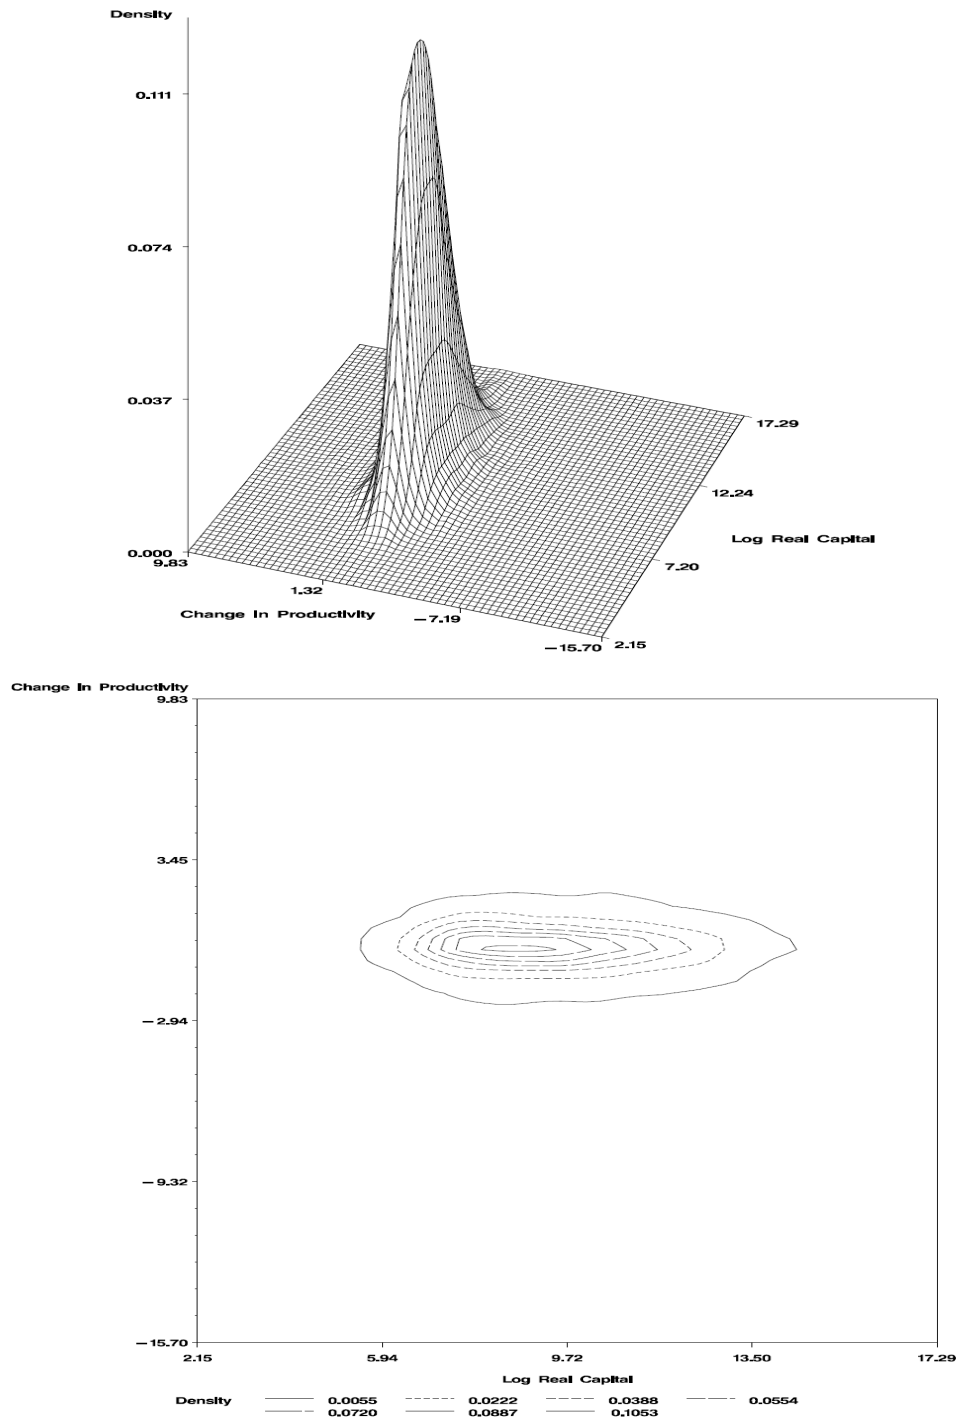 Density
0.111
0.074
0.037
0.000
9.83
1.32
−7.19
−15.70
Change In Productivity
17.29
12.24
7.20
2.15
Log Real Capital
Change In Productivity
9.83
3.45
−2.94
−9.32
−15.70
2.15 5.94 9.72 13.50 17.29
Log Real Capital
Density 0.0055 0.0222 0.0388 0.0554
0.0720 0.0887 0.1053